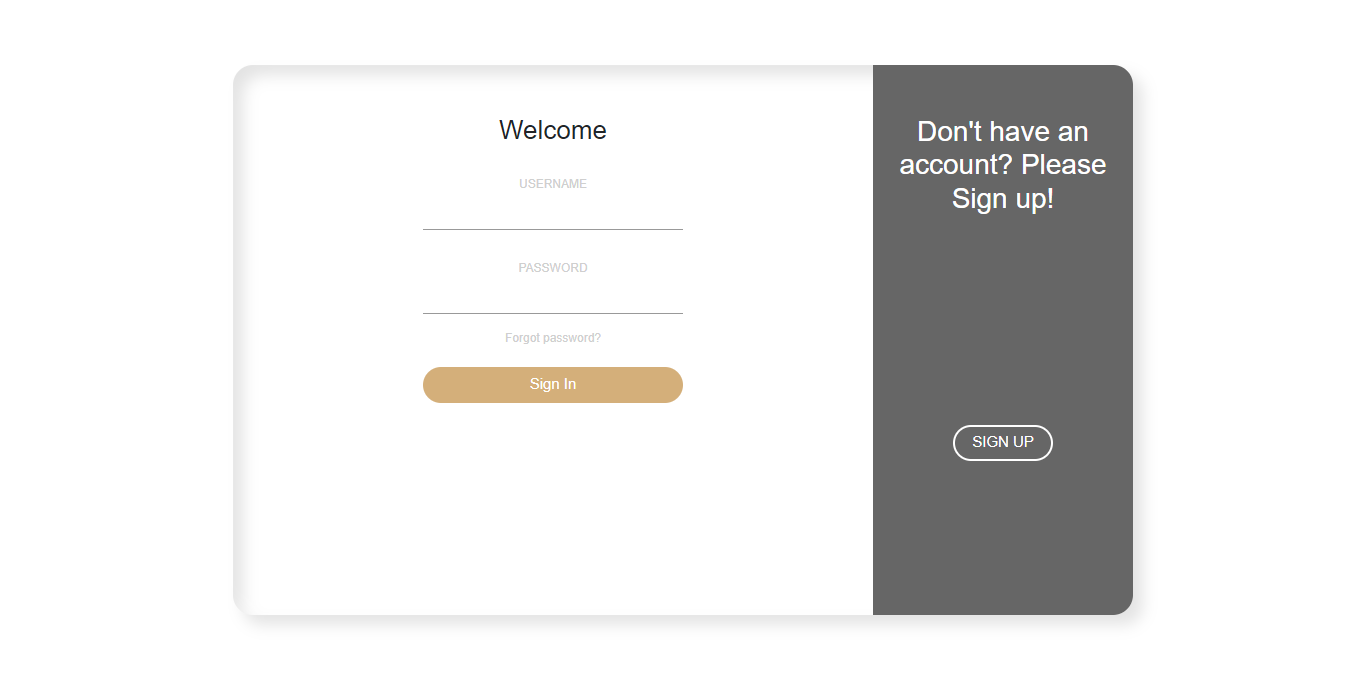 Welcome
USERNAME
PASSWORD
Forgot password?
Sign In
Don't have an
account? Please
Sign up!
SIGN UP